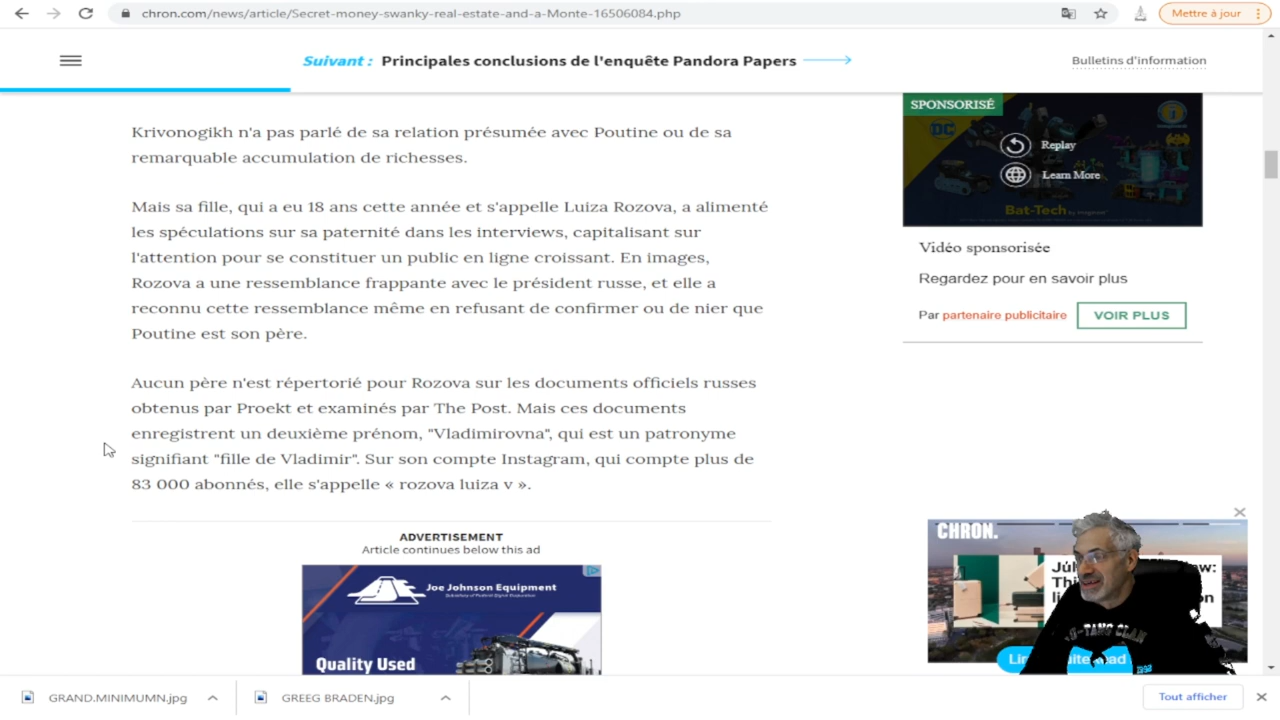 chron.com/news/article/Secret-money-swanky-real-estate-and-a-Monte-16506084.php
Mettre à jour
Suivant : Principales conclusions de l'enquête Pandora Papers
Bulletins d'information
Krivonogikh n'a pas parlé de sa relation présumée avec Poutine ou de sa
remarquable accumulation de richesses.
Mais sa fille, qui a eu 18 ans cette année et s'appelle Luiza Rozova, a alimenté
les spéculations sur sa paternité dans les interviews, capitalisant sur
l'attention pour se constituer un public en ligne croissant. En images,
Rozova a une ressemblance frappante avec le président russe, et elle a
reconnu cette ressemblance même en refusant de confirmer ou de nier que
Poutine est son père.
Aucun père n'est répertorié pour Rozova sur les documents officiels russes
obtenus par Proekt et examinés par The Post. Mais ces documents
enregistrent un deuxième prénom, "Vladimirovna", qui est un patronyme
signifiant "fille de Vladimir". Sur son compte Instagram, qui compte plus de
83 000 abonnés, elle s'appelle « rozova luiza v ».
ADVERTISEMENT
Article continues below this ad
Joe Johnson Equipment
Quality Used
SPONSORISÉ
DC
Replay
Learn More
Bat-Tech
Vidéo sponsorisée
Regardez pour en savoir plus
Par partenaire publicitaire
VOIR PLUS
CHRON.
GRAND.MINIMUMN.jpg
GREEG BRADEN.jpg
Tout afficher